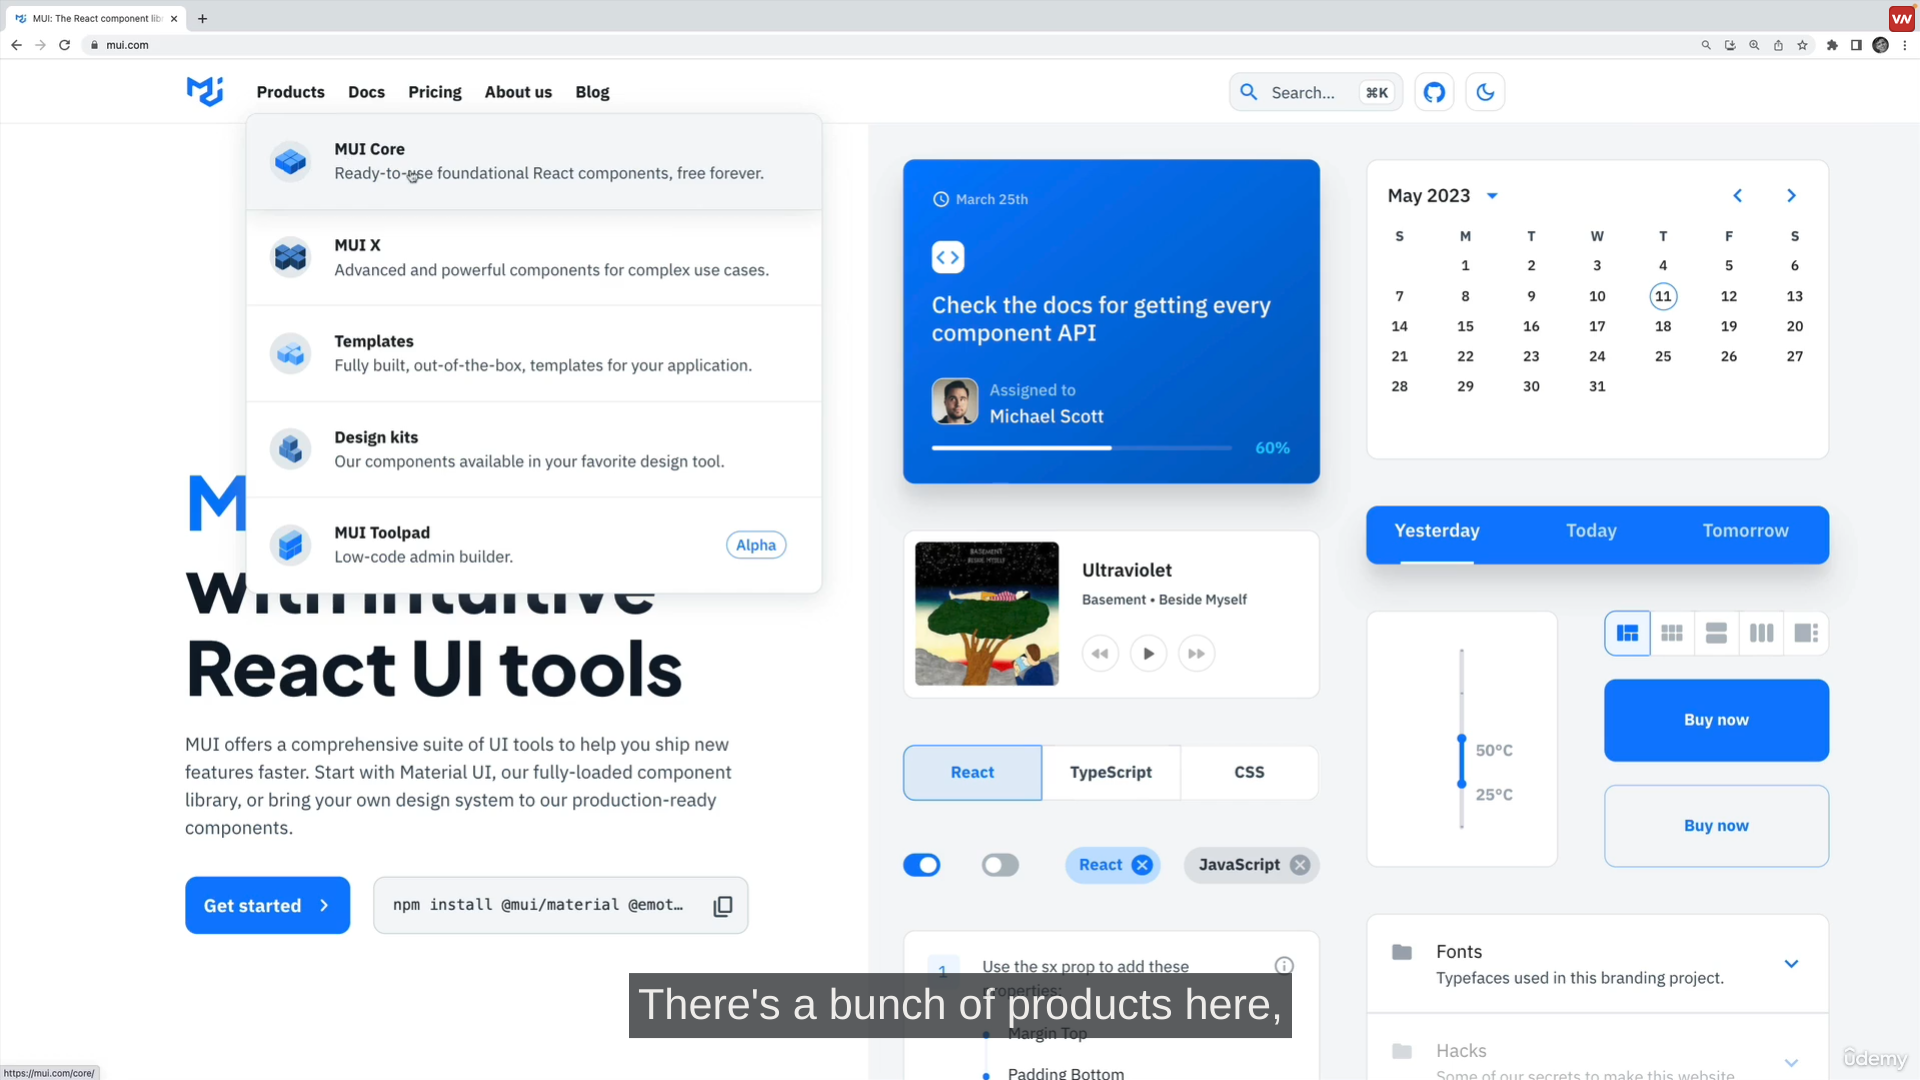 MUI: The React component lib
mui.com
VN
Products
Docs
Pricing
About us
Blog
Search...
⌘K
MUI Core
Ready-to-use foundational React components, free forever.
MUI X
Advanced and powerful components for complex use cases.
Templates
Fully built, out-of-the-box, templates for your application.
Design kits
Our components available in your favorite design tool.
MUI Toolpad
Low-code admin builder.
Alpha
M
with intuitive
React UI tools
MUI offers a comprehensive suite of UI tools to help you ship new
features faster. Start with Material UI, our fully-loaded component
library, or bring your own design system to our production-ready
components.
Get started
npm install @mui/material @emot...
March 25th
Check the docs for getting every
component API
Assigned to
Michael Scott
60%
BASEMENT
BESIDE MYSELF
Ultraviolet
Basement • Beside Myself
React
TypeScript
CSS
React
JavaScript
1
Use the sx prop to add these
properties:
Margin Top
Padding Bottom
May 2023
S M T W T F S
1 2 3 4 5 6
7 8 9 10 11 12 13
14 15 16 17 18 19 20
21 22 23 24 25 26 27
28 29 30 31
Yesterday
Today
Tomorrow
50°C
25°C
Buy now
Buy now
Fonts
Typefaces used in this branding project.
Hacks
Some of our secrets to make this website
There's a bunch of products here,
https://mui.com/core/
ûdemy